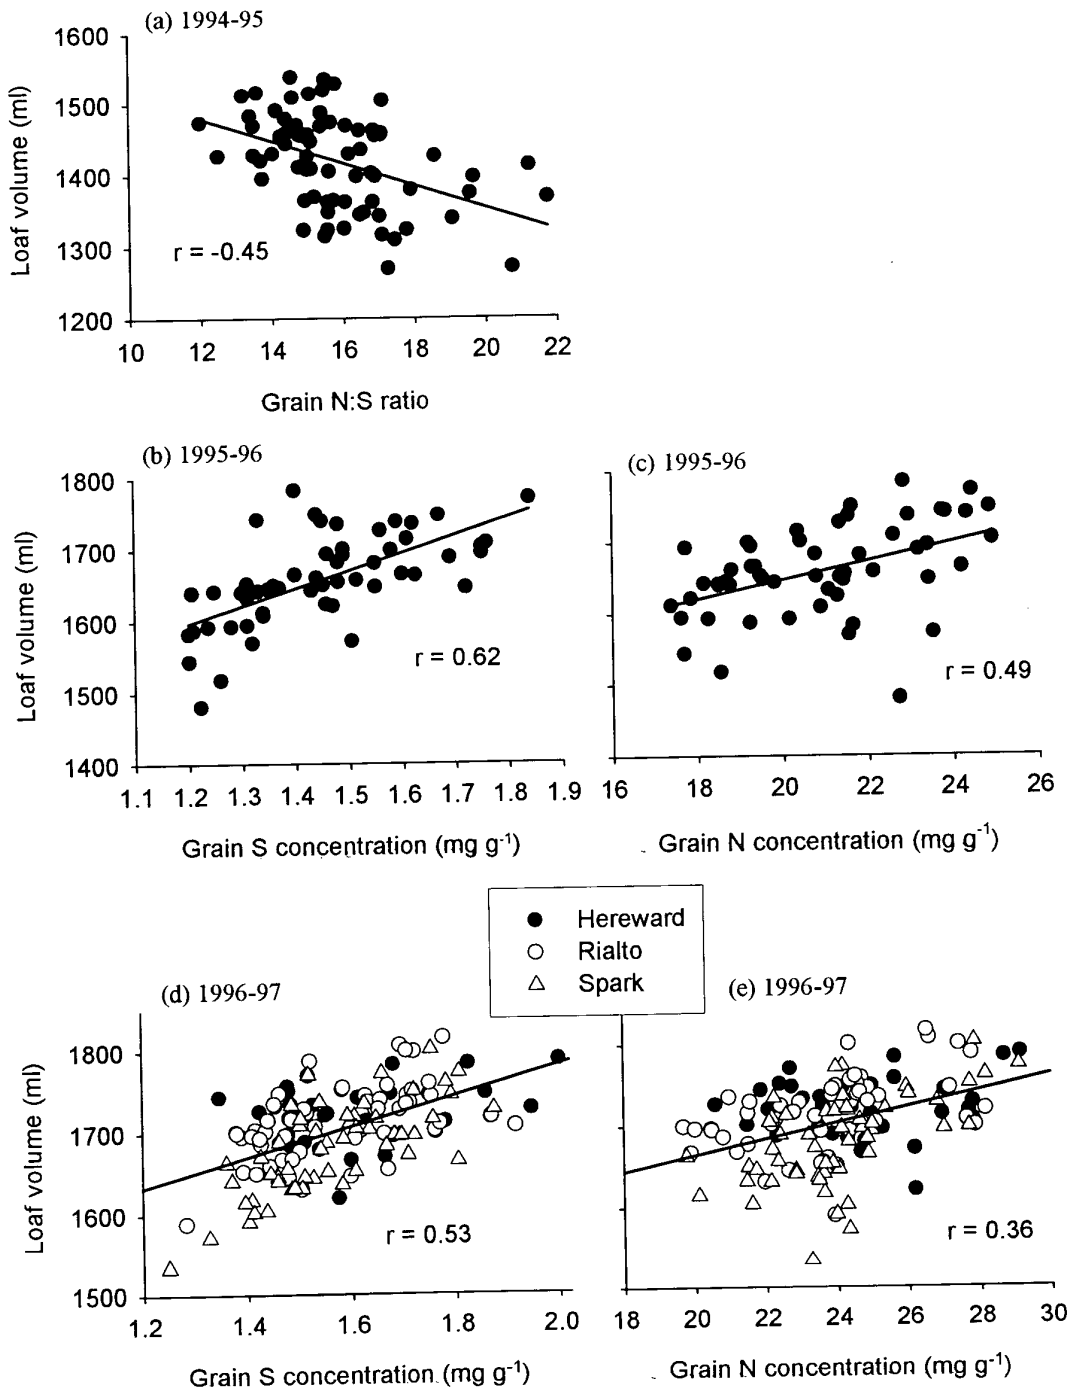 (a) 1994-95
1600
1500
1400
1300
1200
Loaf volume (ml)
r = -0.45
10 12 14 16 18 20 22
Grain N:S ratio
(b) 1995-96
1800
1700
1600
1500
1400
Loaf volume (ml)
r = 0.62
1.1 1.2 1.3 1.4 1.5 1.6 1.7 1.8 1.9
Grain S concentration (mg g⁻¹)
(c) 1995-96
r = 0.49
16 18 20 22 24 26
Grain N concentration (mg g⁻¹)
Hereward
Rialto
Spark
(d) 1996-97
1800
1700
1600
1500
Loaf volume (ml)
r = 0.53
1.2 1.4 1.6 1.8 2.0
Grain S concentration (mg g⁻¹)
(e) 1996-97
r = 0.36
18 20 22 24 26 28 30
Grain N concentration (mg g⁻¹)